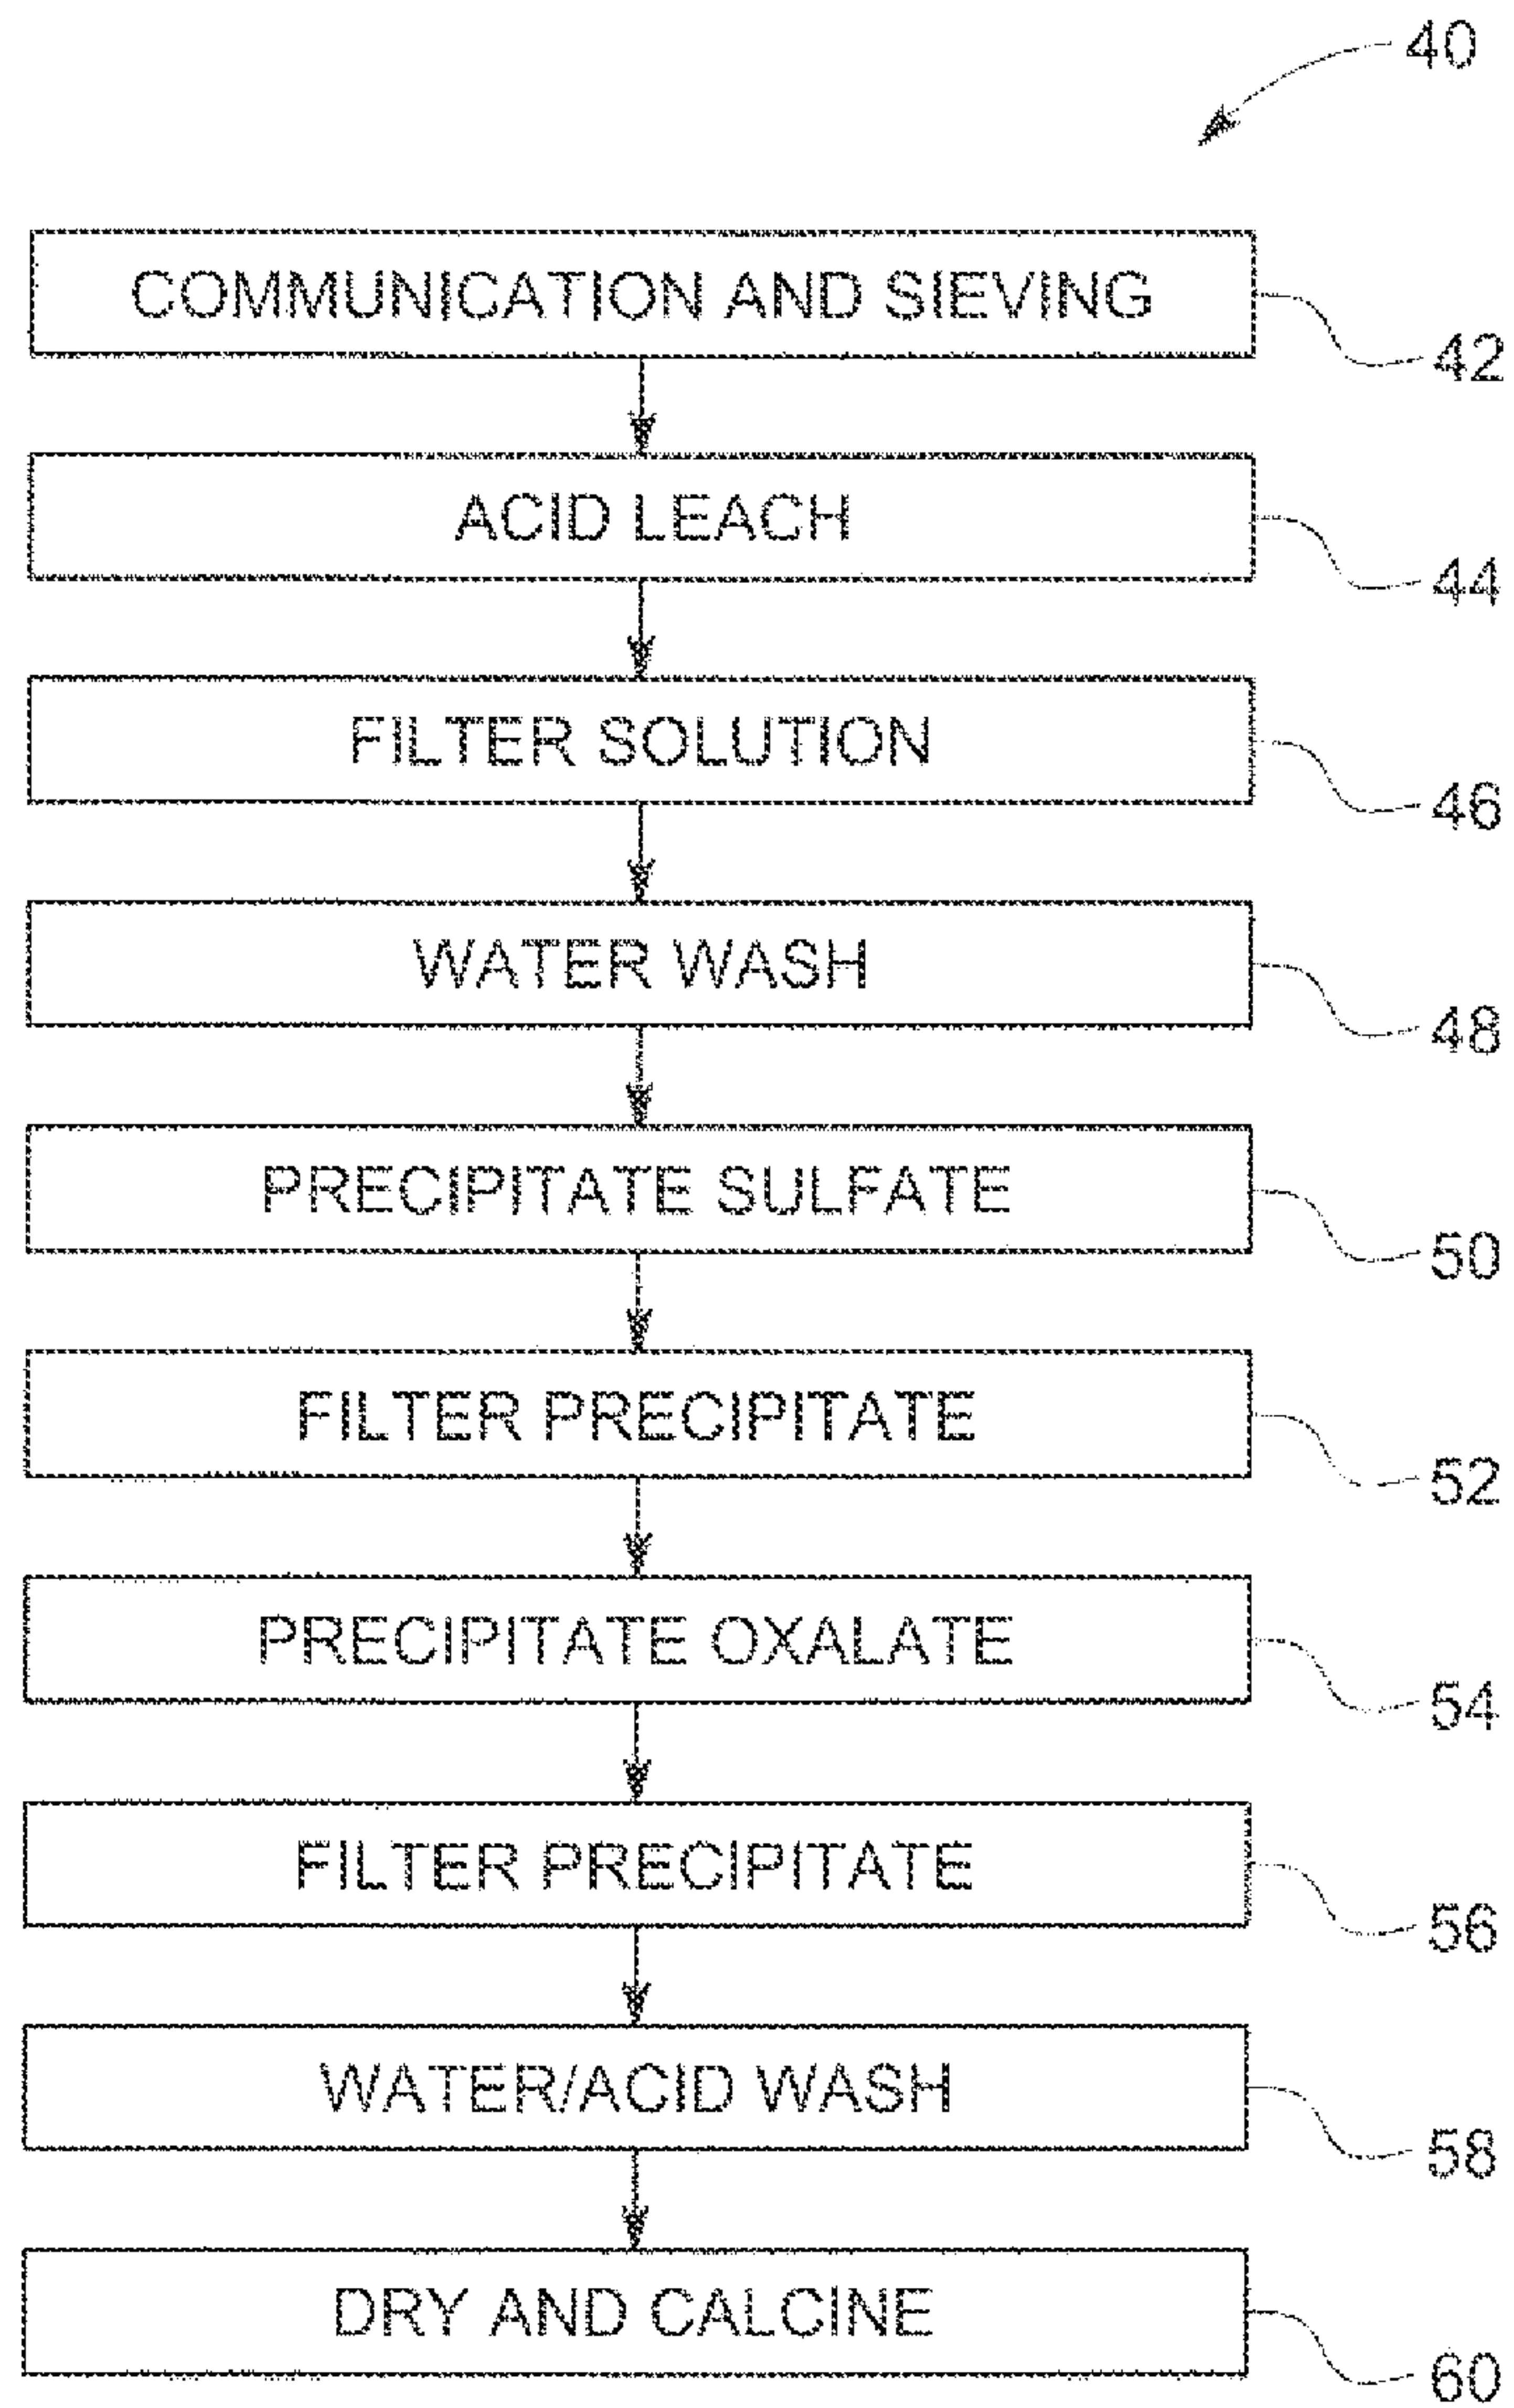 40
COMMUNICATION AND SIEVING
42
ACID LEACH
44
FILTER SOLUTION
46
WATER WASH
48
PRECIPITATE SULFATE
50
FILTER PRECIPITATE
52
PRECIPITATE OXALATE
54
FILTER PRECIPITATE
56
WATER/ACID WASH
58
DRY AND CALCINE
60